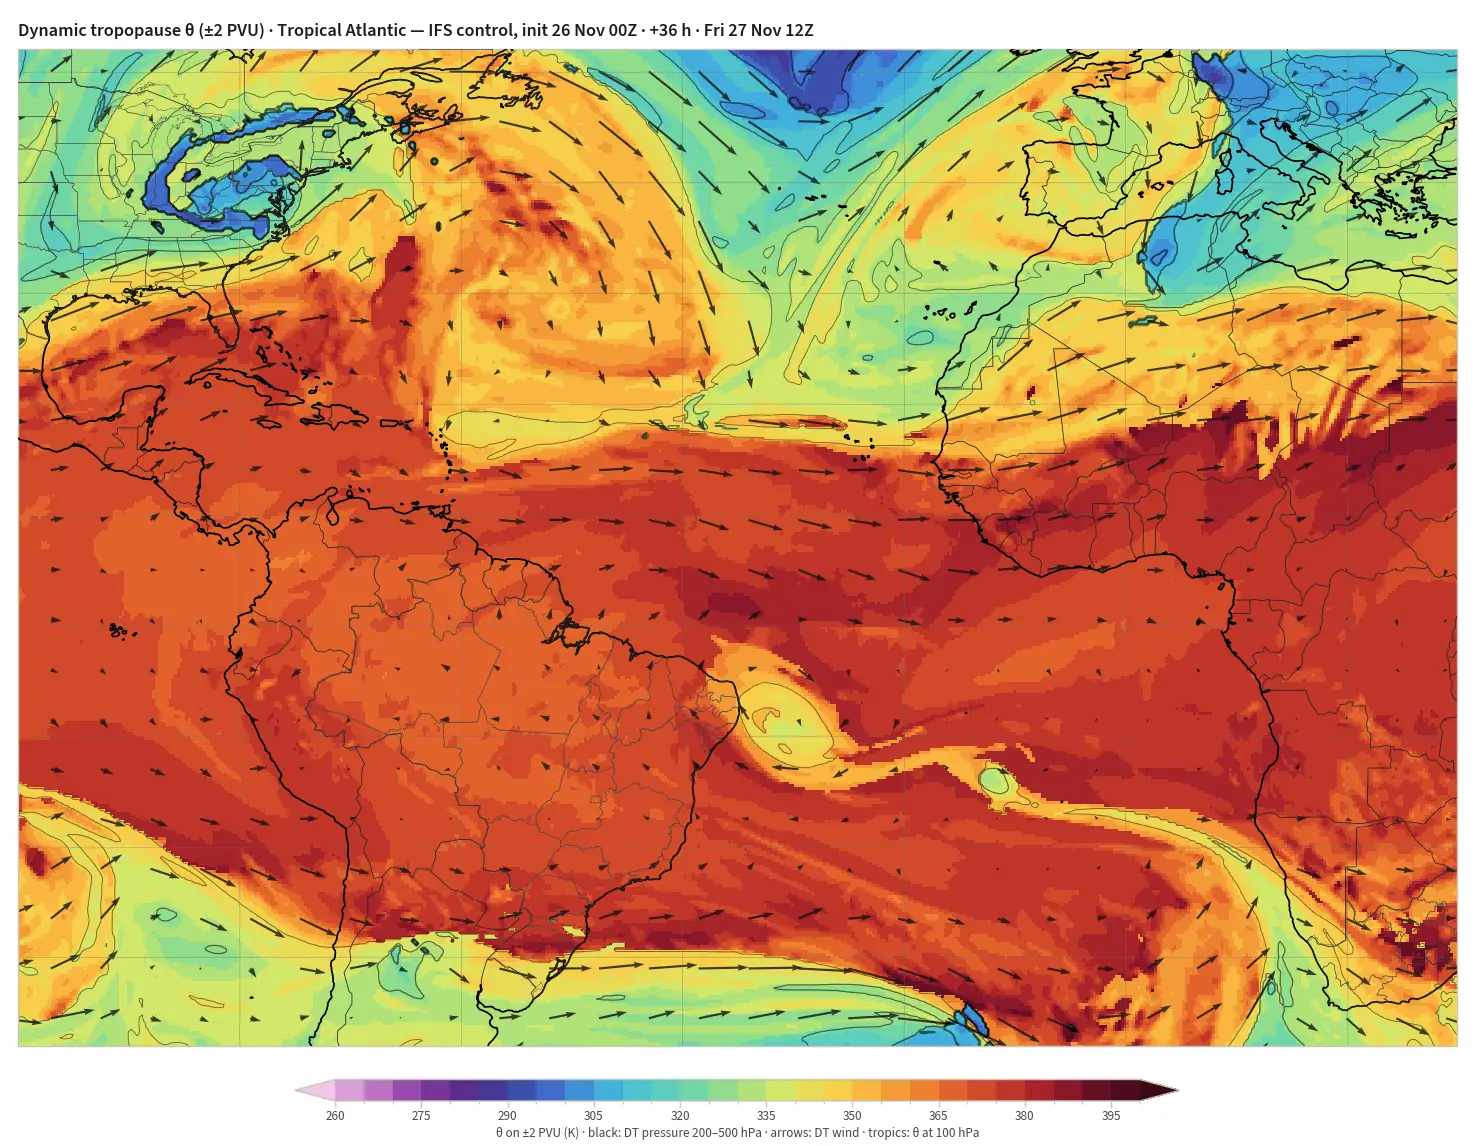 Dynamic tropopause θ (±2 PVU) · Tropical Atlantic — IFS control, init 26 Nov 00Z · +36 h · Fri 27 Nov 12Z
260 275 290 305 320 335 350 365 380 395
θ on ±2 PVU (K) · black: DT pressure 200–500 hPa · arrows: DT wind · tropics: θ at 100 hPa